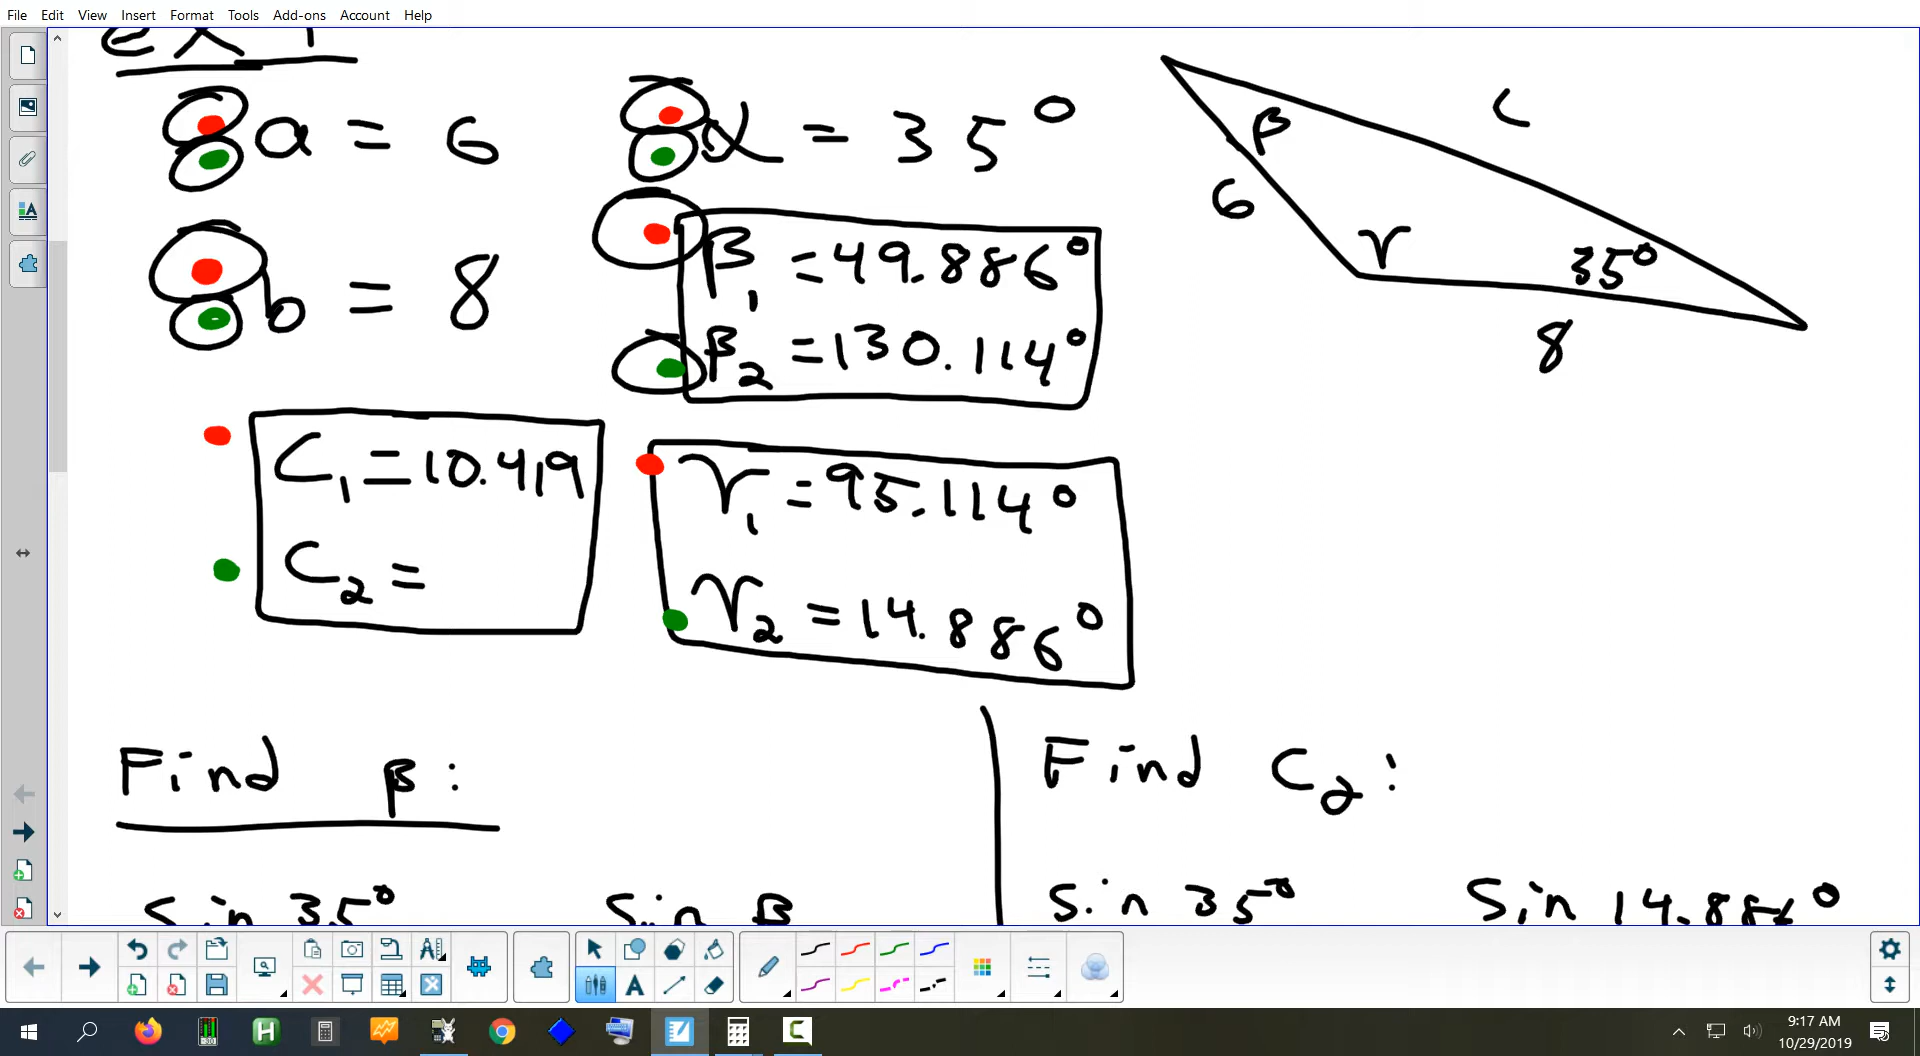 File Edit View Insert Format Tools Add-ons Account Help
ex 1
a = 6
α = 35°
b = 8
β₁ = 49.886°
β₂ = 130.114°
C₁ = 10.419
C₂ =
γ₁ = 95.114°
γ₂ = 14.886°
β
C
6
γ
35°
8
Find β:
Find C₂:
Sin 35°
Sin β
Sin 35°
Sin 14.886°
9:17 AM
10/29/2019